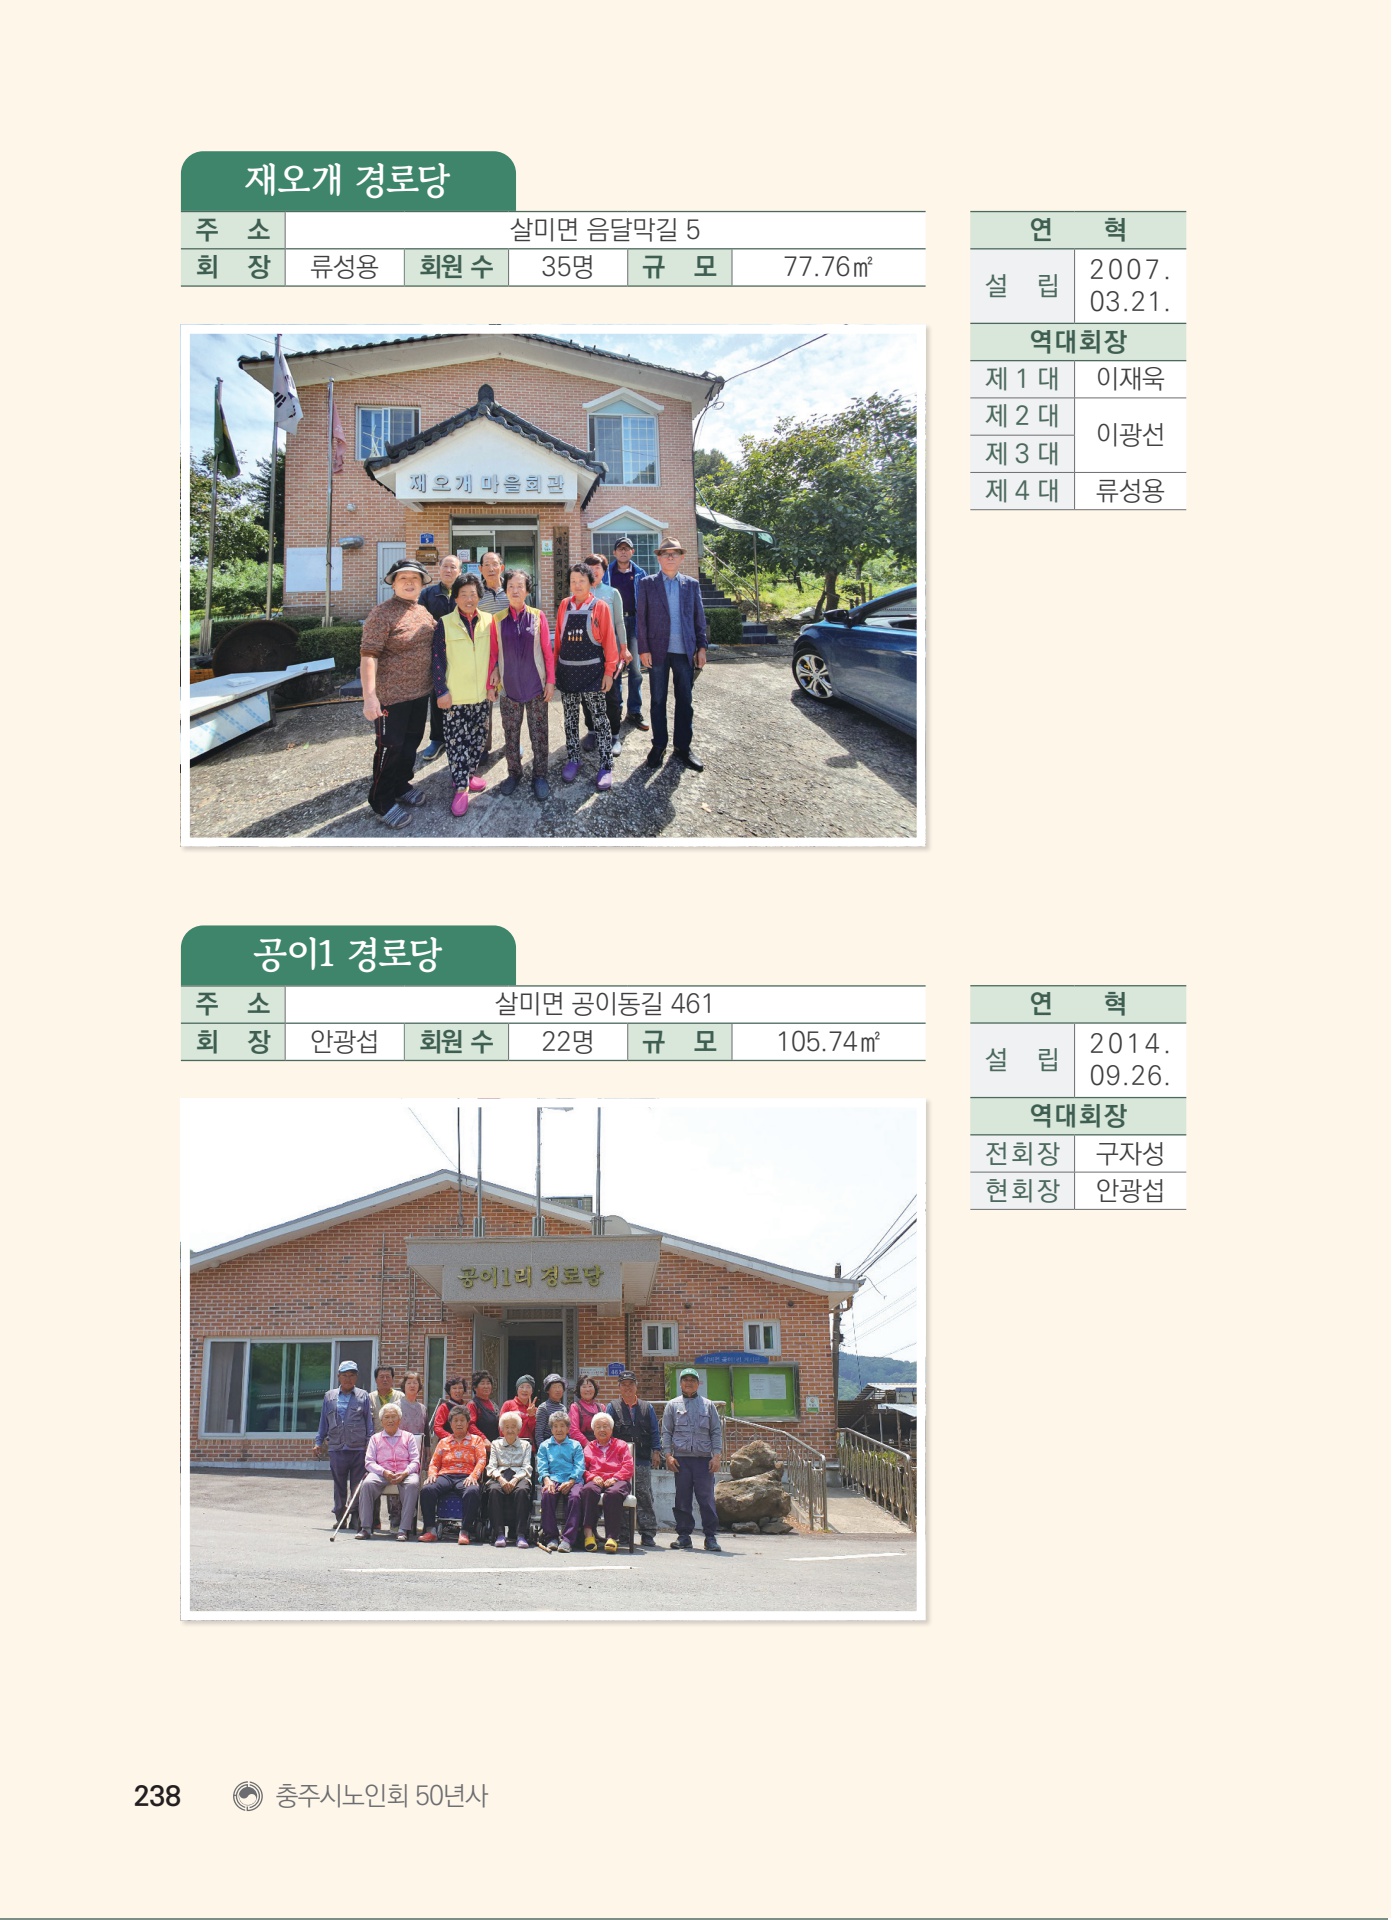 재오개 경로당
주 소 살미면 음달막길 5
회 장 류성용 회원 수 35명 규 모 77.76㎡
연 혁
설 립 2007.
03.21.
역대회장
제 1 대 이재욱
제 2 대 이광선
제 3 대
제 4 대 류성용
재오개 마을회관
공이1 경로당
주 소 살미면 공이동길 461
회 장 안광섭 회원 수 22명 규 모 105.74㎡
연 혁
설 립 2014.
09.26.
역대회장
전회장 구자성
현회장 안광섭
공이1리 경로당
238 충주시노인회 50년사